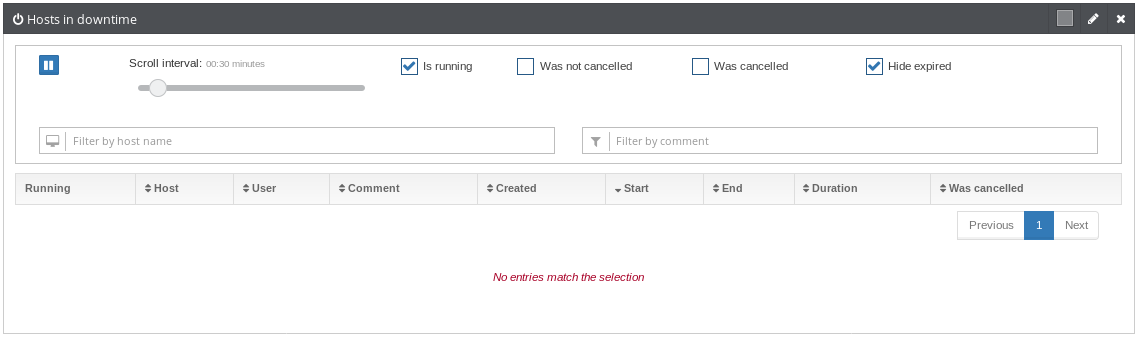 Hosts in downtime
Scroll interval: 00:30 minutes
Is running
Was not cancelled
Was cancelled
Hide expired
Filter by host name
Filter by comment
Running Host User Comment Created Start End Duration Was cancelled
Previous 1 Next
No entries match the selection